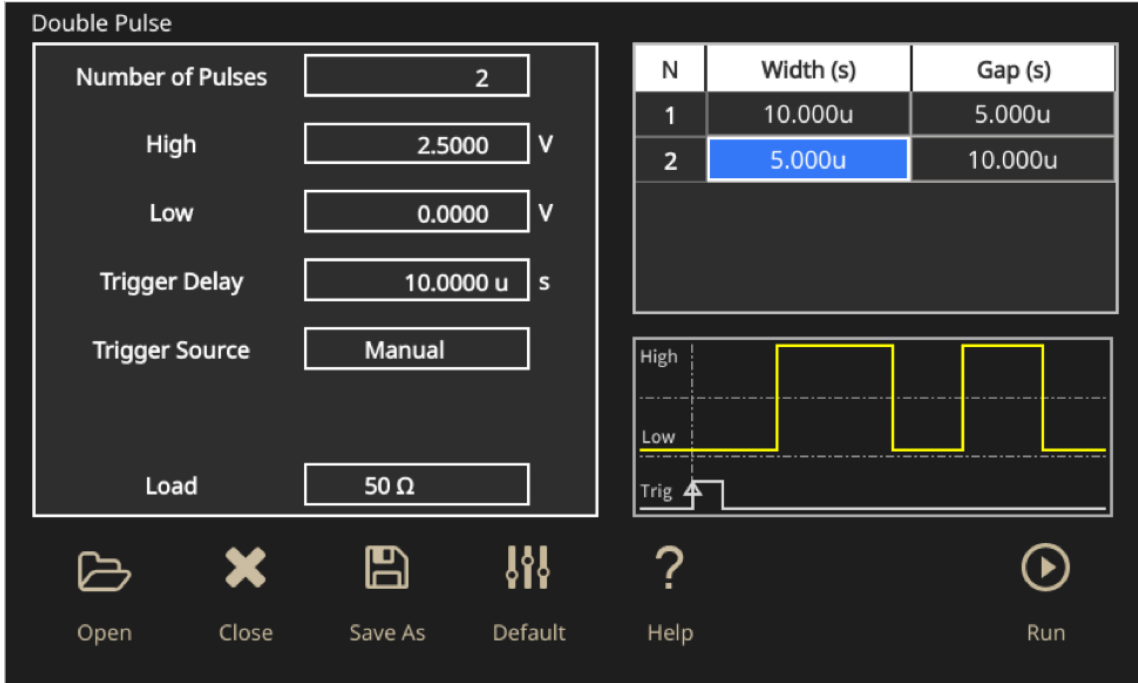 Double Pulse
Number of Pulses 2
High 2.5000 V
Low 0.0000 V
Trigger Delay 10.0000 u s
Trigger Source Manual
Load 50 Ω
N Width (s) Gap (s)
1 10.000u 5.000u
2 5.000u 10.000u
High
Low
Trig
Open Close Save As Default Help Run